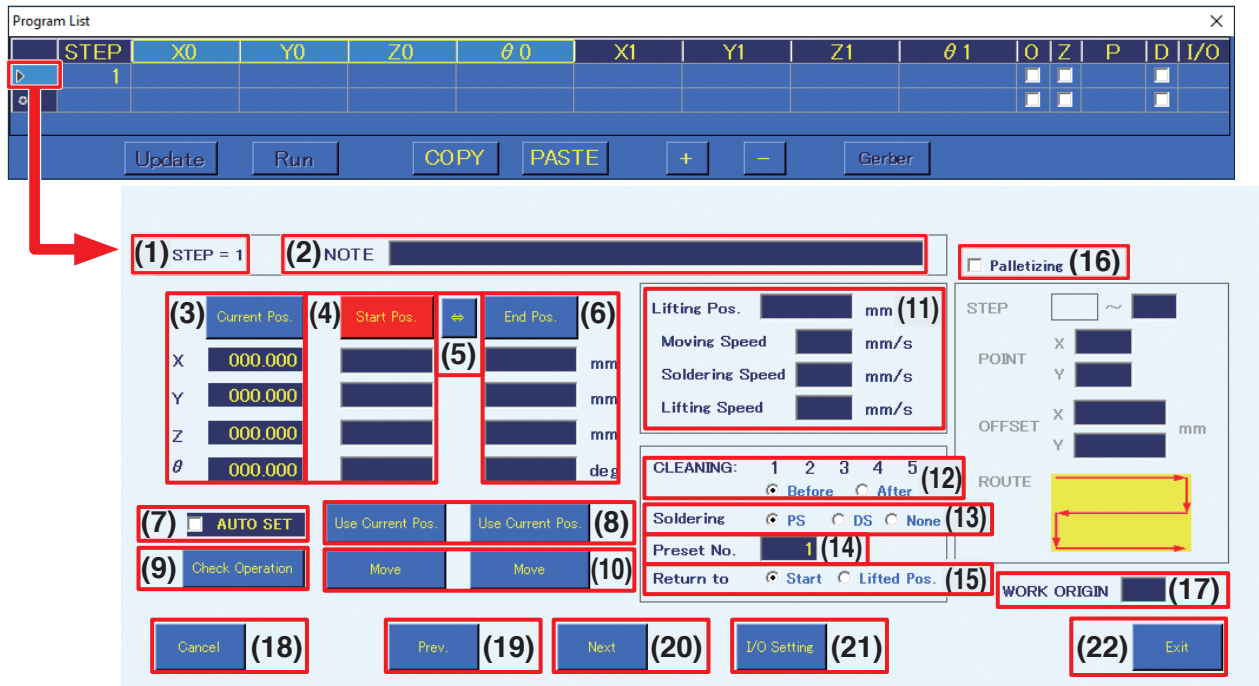 Program List
STEP X0 Y0 Z0 θ0 X1 Y1 Z1 θ1 O Z P D I/O
1
Update Run COPY PASTE + − Gerber
(1) STEP = 1 (2) NOTE
Palletizing (16)
(3) Current Pos. (4) Start Pos. ⇔ (5) End Pos. (6)
X 000.000 mm
Y 000.000 mm
Z 000.000 mm
θ 000.000 deg
Lifting Pos. mm (11)
Moving Speed mm/s
Soldering Speed mm/s
Lifting Speed mm/s
STEP ~
POINT X
Y
OFFSET X
Y mm
ROUTE
CLEANING: 1 2 3 4 5 (12)
Before After
(7) AUTO SET Use Current Pos. Use Current Pos. (8)
Soldering PS DS None (13)
Preset No. 1 (14)
(9) Check Operation Move Move (10)
Return to Start Lifted Pos. (15)
WORK ORIGIN (17)
Cancel (18) Prev. (19) Next (20) I/O Setting (21) (22) Exit